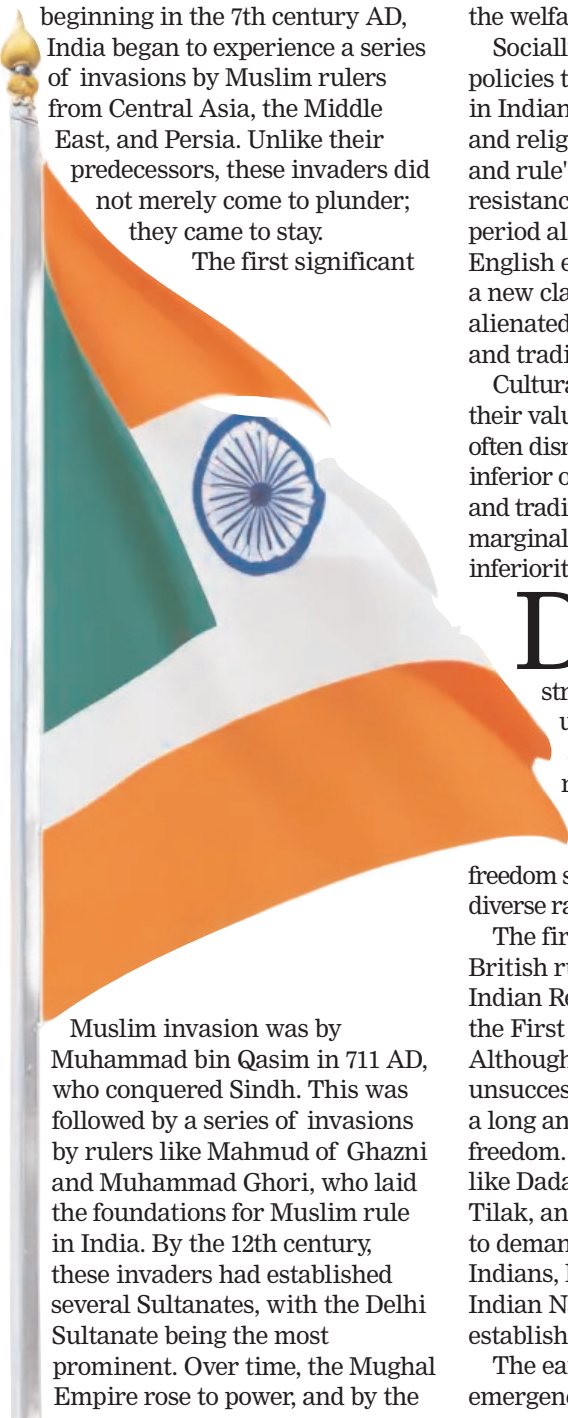 beginning in the 7th century AD,
India began to experience a series
of invasions by Muslim rulers
from Central Asia, the Middle
East, and Persia. Unlike their
predecessors, these invaders did
not merely come to plunder;
they came to stay.
The first significant
Muslim invasion was by
Muhammad bin Qasim in 711 AD,
who conquered Sindh. This was
followed by a series of invasions
by rulers like Mahmud of Ghazni
and Muhammad Ghori, who laid
the foundations for Muslim rule
in India. By the 12th century,
these invaders had established
several Sultanates, with the Delhi
Sultanate being the most
prominent. Over time, the Mughal
Empire rose to power, and by the
the welfa
Sociall
policies t
in Indian
and relig
and rule'
resistanc
period al
English e
a new cla
alienated
and tradi
Cultura
their valu
often dis
inferior o
and tradi
marginal
inferiorit
D
str
u
r
freedom s
diverse ra
The fir
British ru
Indian Re
the First
Although
unsucces
a long an
freedom.
like Dada
Tilak, an
to deman
Indians, 
Indian N
establish
The ea
emergenc